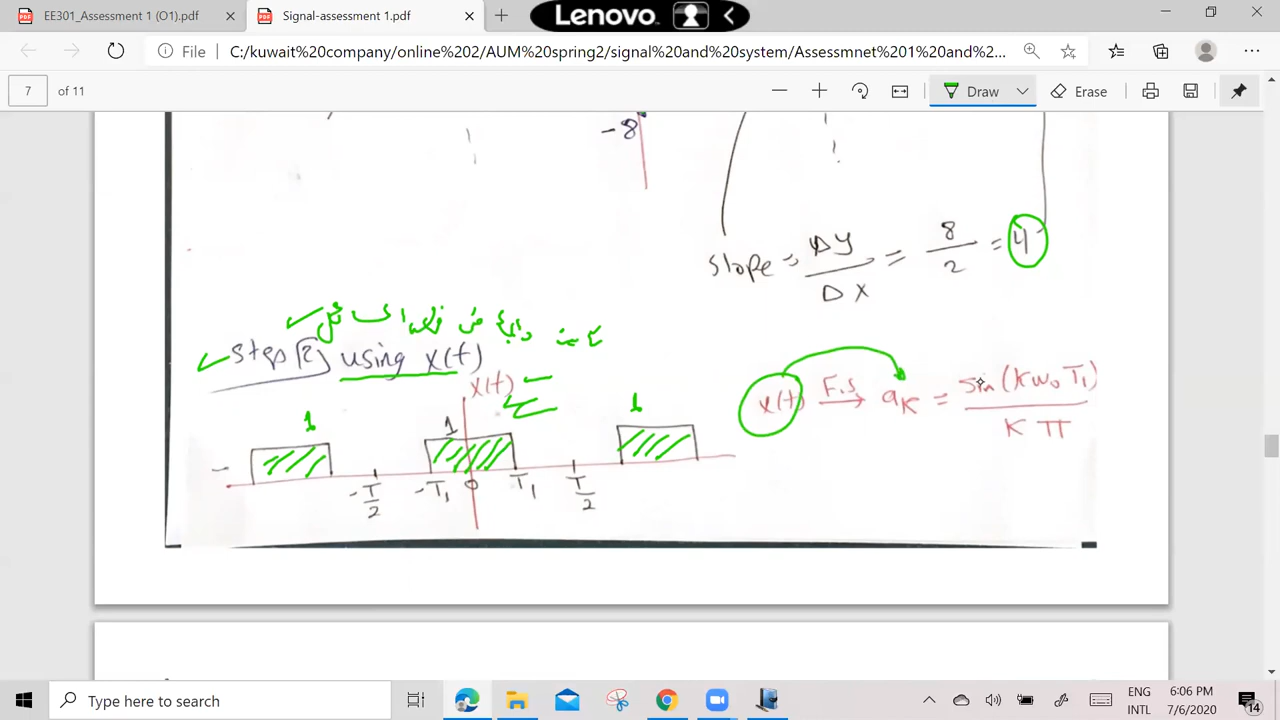 EE301_Assessment 1 (O1).pdf
Signal-assessment 1.pdf
Lenovo
File
C:/kuwait%20company/online%202/AUM%20spring2/signal%20and%20system/Assessmnet%201%20and%2...
7 of 11
Draw
Erase
-8
slope = ΔY/ΔX = 8/2 = 4
step [2] using x(t)
x(t)
1 1 1
-T/2 -T₁ 0 T₁ T/2
x(t) F.S → aK = Sin(Kω₀T₁)/Kπ
Type here to search
ENG
INTL
6:06 PM
7/6/2020
14